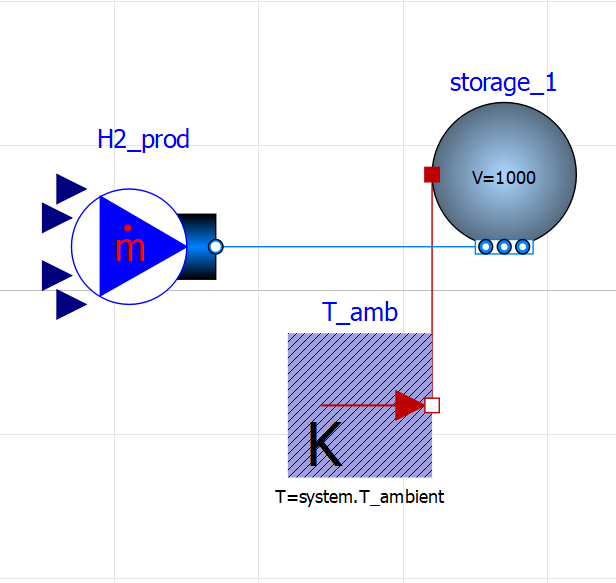 storage_1
H2_prod
V=1000
ṁ
T_amb
K
T=system.T_ambient